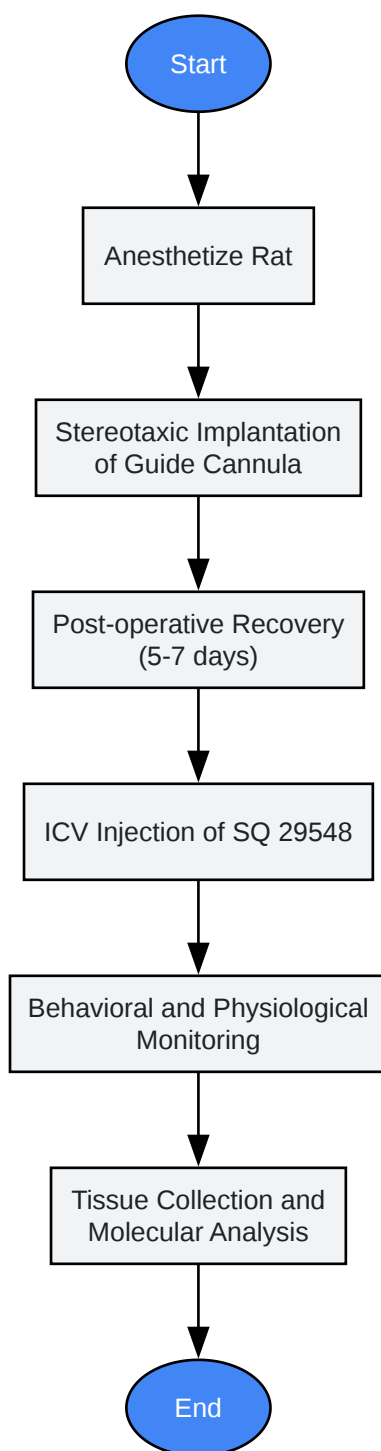 Start
Anesthetize Rat
Stereotaxic Implantation
of Guide Cannula
Post-operative Recovery
(5-7 days)
ICV Injection of SQ 29548
Behavioral and Physiological
Monitoring
Tissue Collection and
Molecular Analysis
End